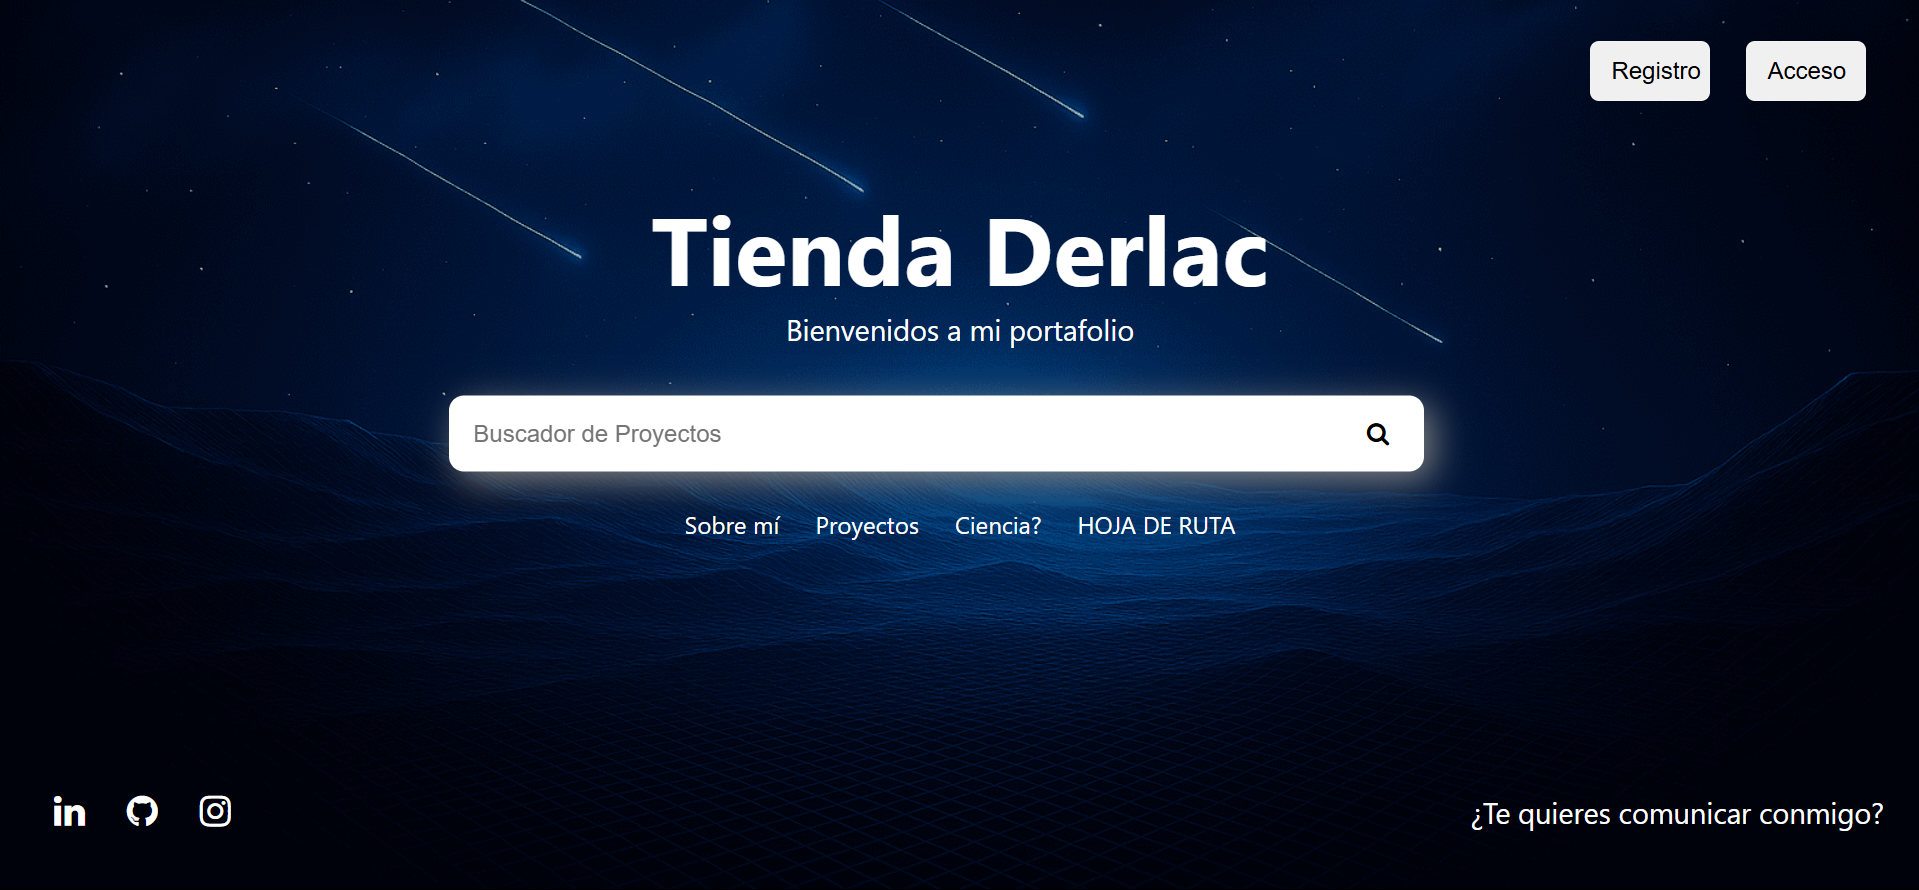 Registro
Acceso
Tienda Derlac
Bienvenidos a mi portafolio
Buscador de Proyectos
Sobre mí
Proyectos
Ciencia?
HOJA DE RUTA
in
¿Te quieres comunicar conmigo?